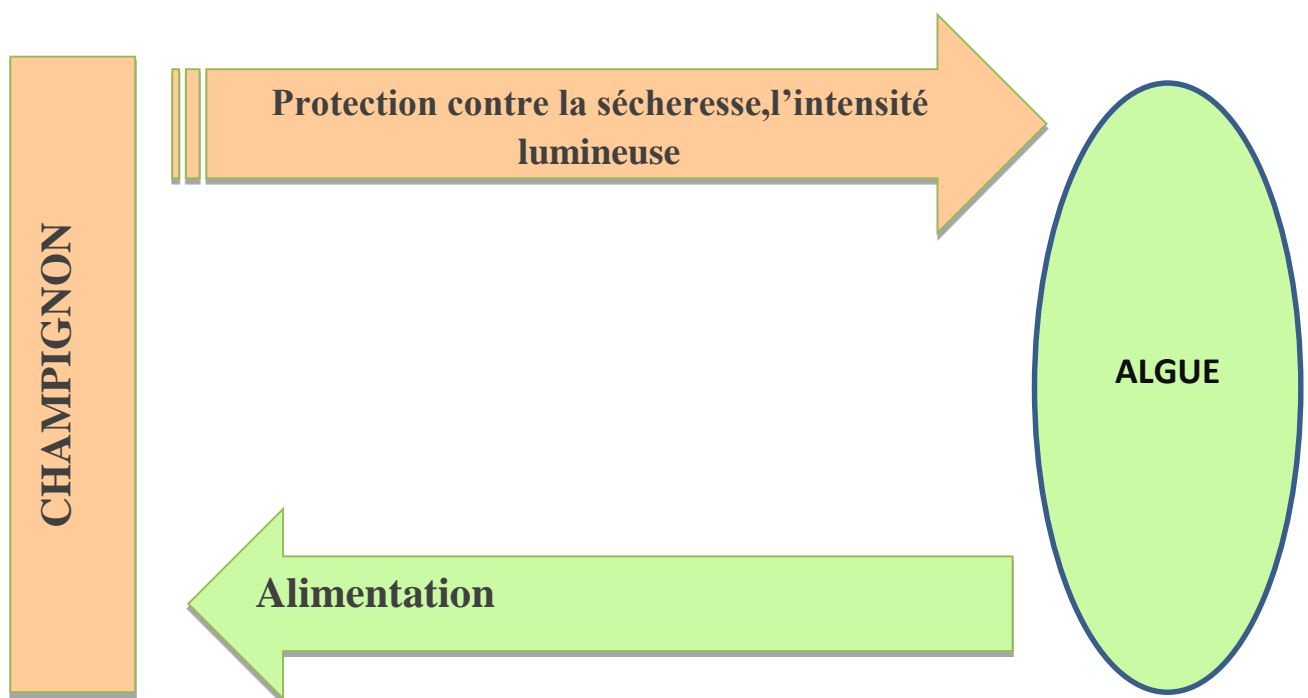 Protection contre la sécheresse,l’intensité
lumineuse
CHAMPIGNON
ALGUE
Alimentation